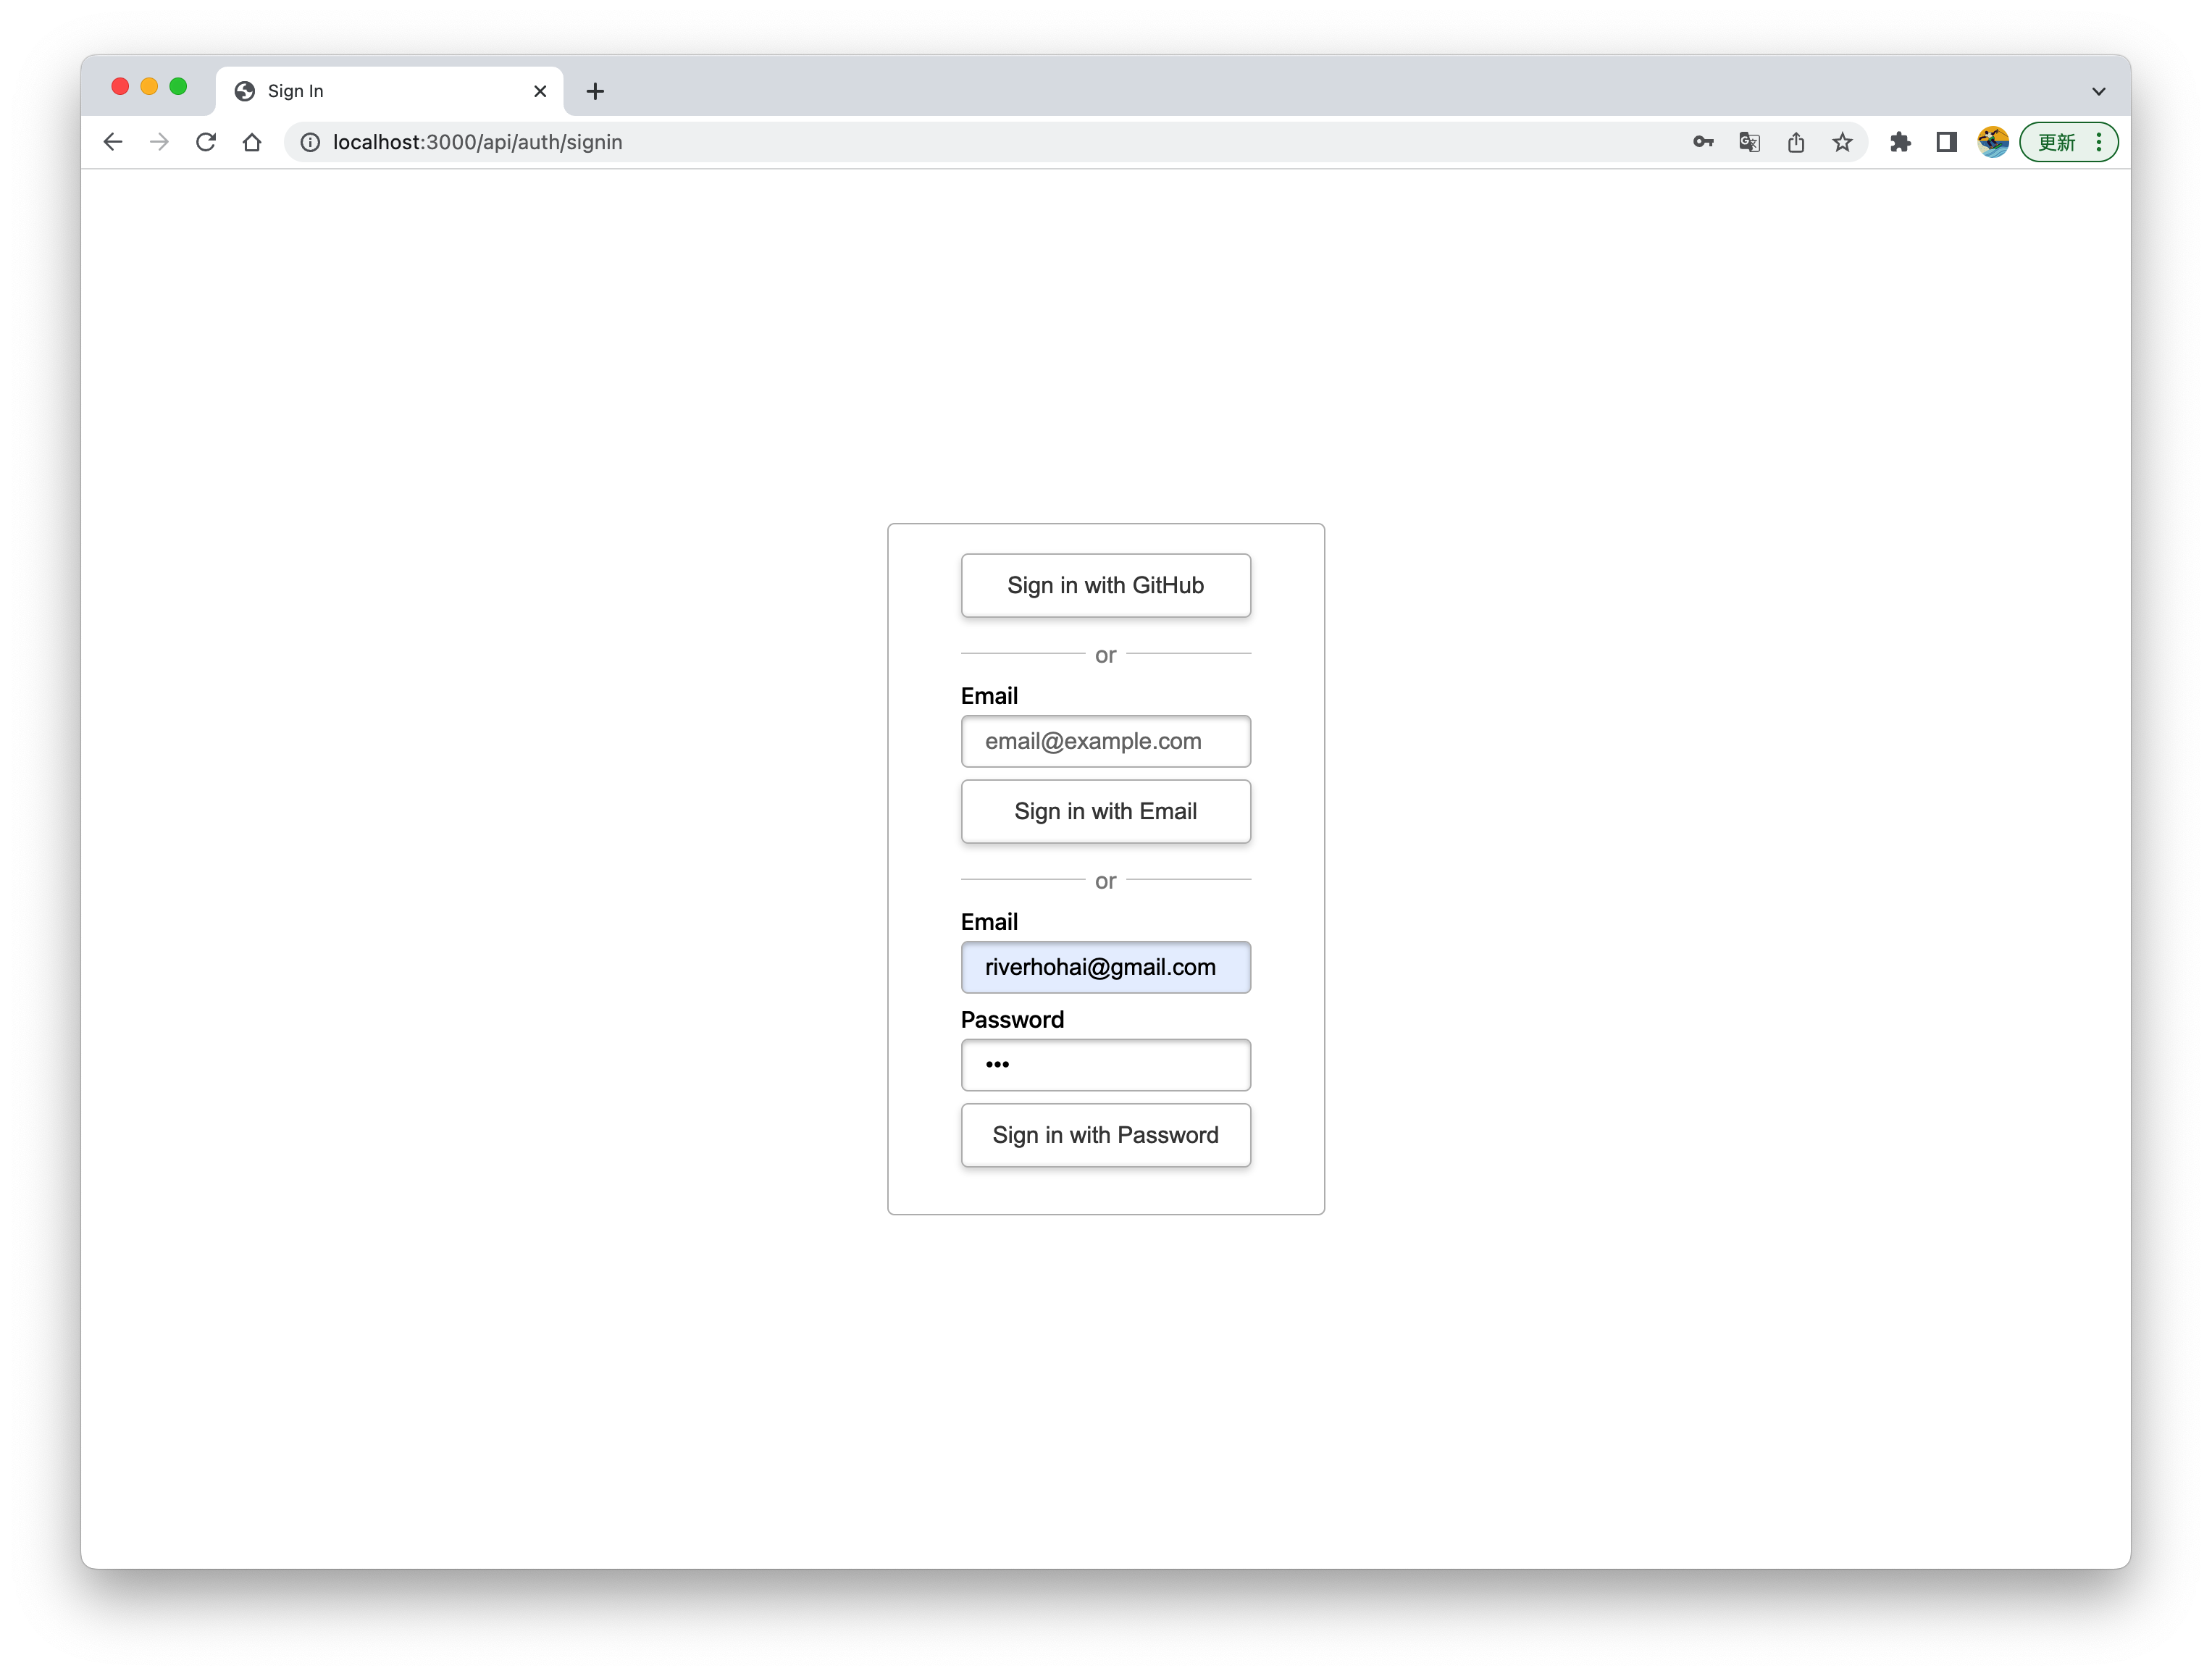 Sign In
localhost:3000/api/auth/signin
更新
Sign in with GitHub
or
Email
email@example.com
Sign in with Email
or
Email
riverhohai@gmail.com
Password
•••
Sign in with Password